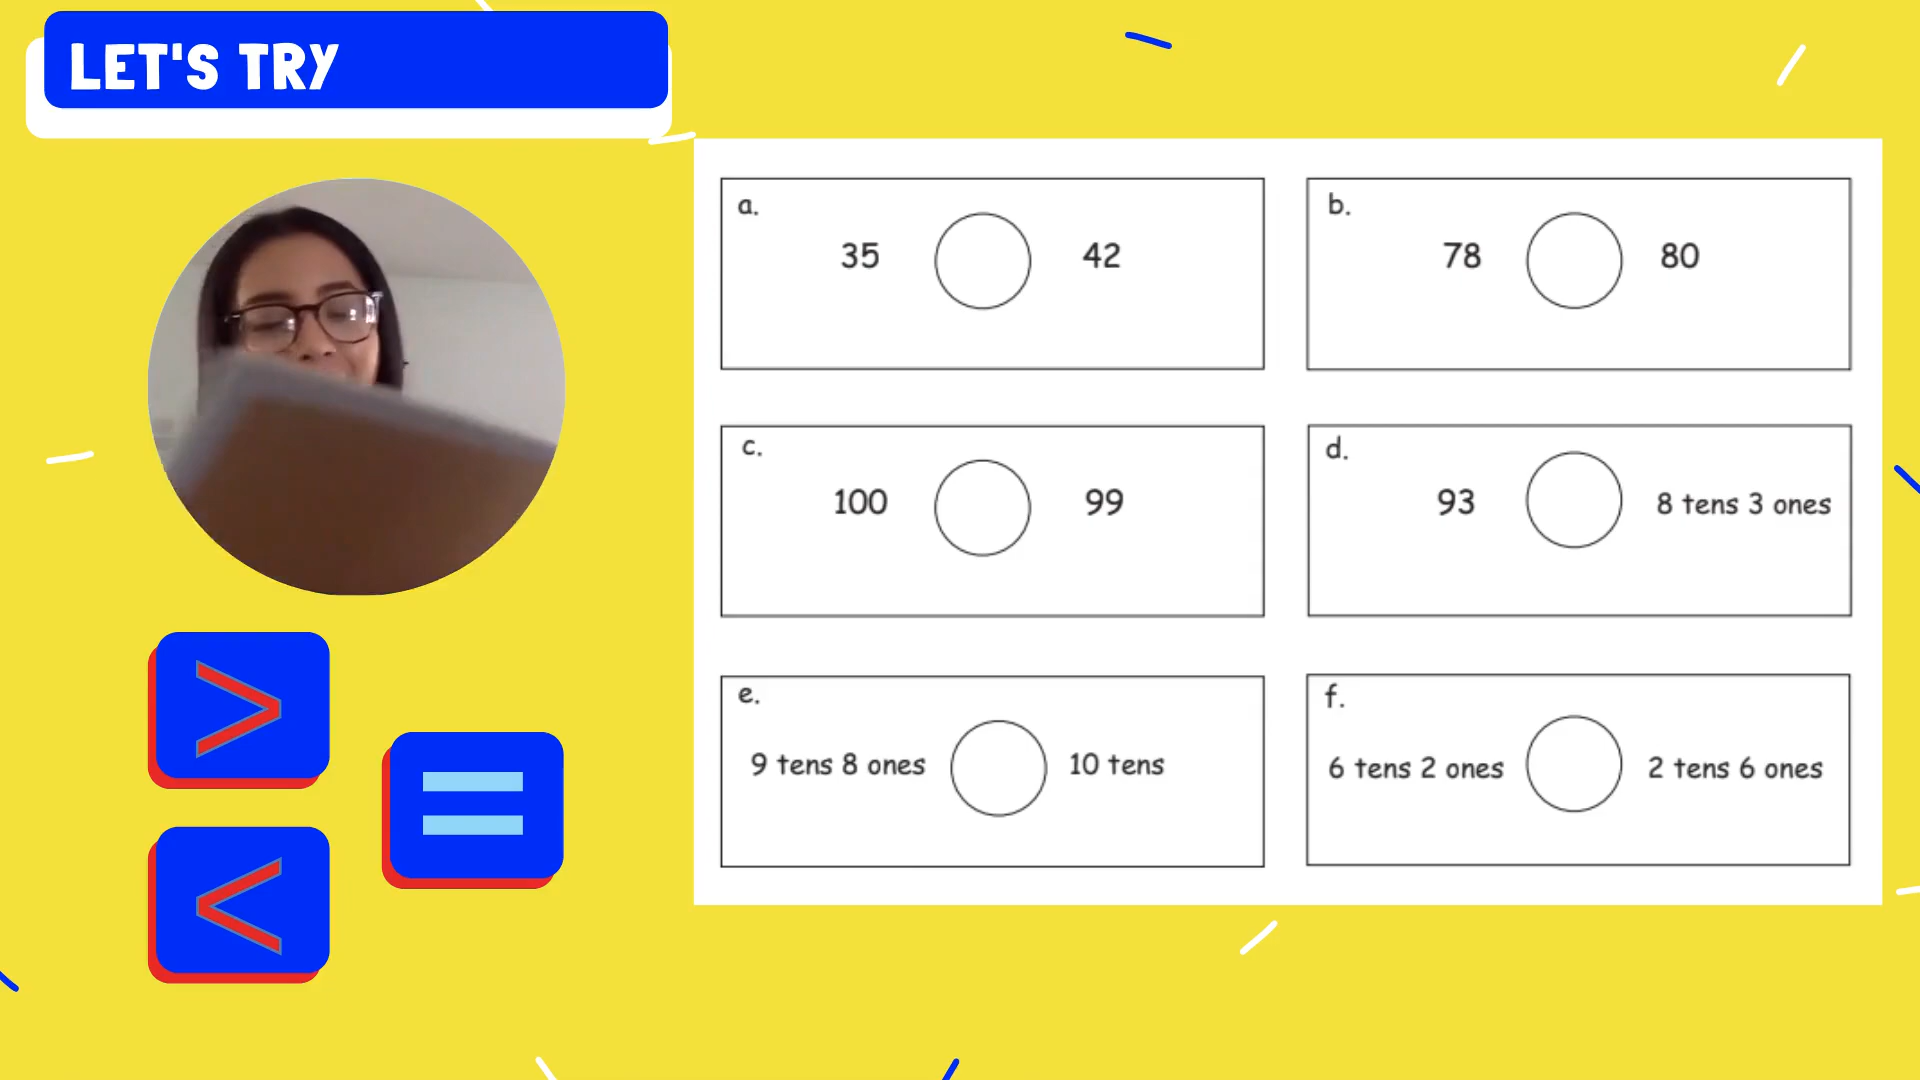 LET'S TRY
a.
35 42
b.
78 80
c.
100 99
d.
93 8 tens 3 ones
e.
9 tens 8 ones 10 tens
f.
6 tens 2 ones 2 tens 6 ones
>
=
<